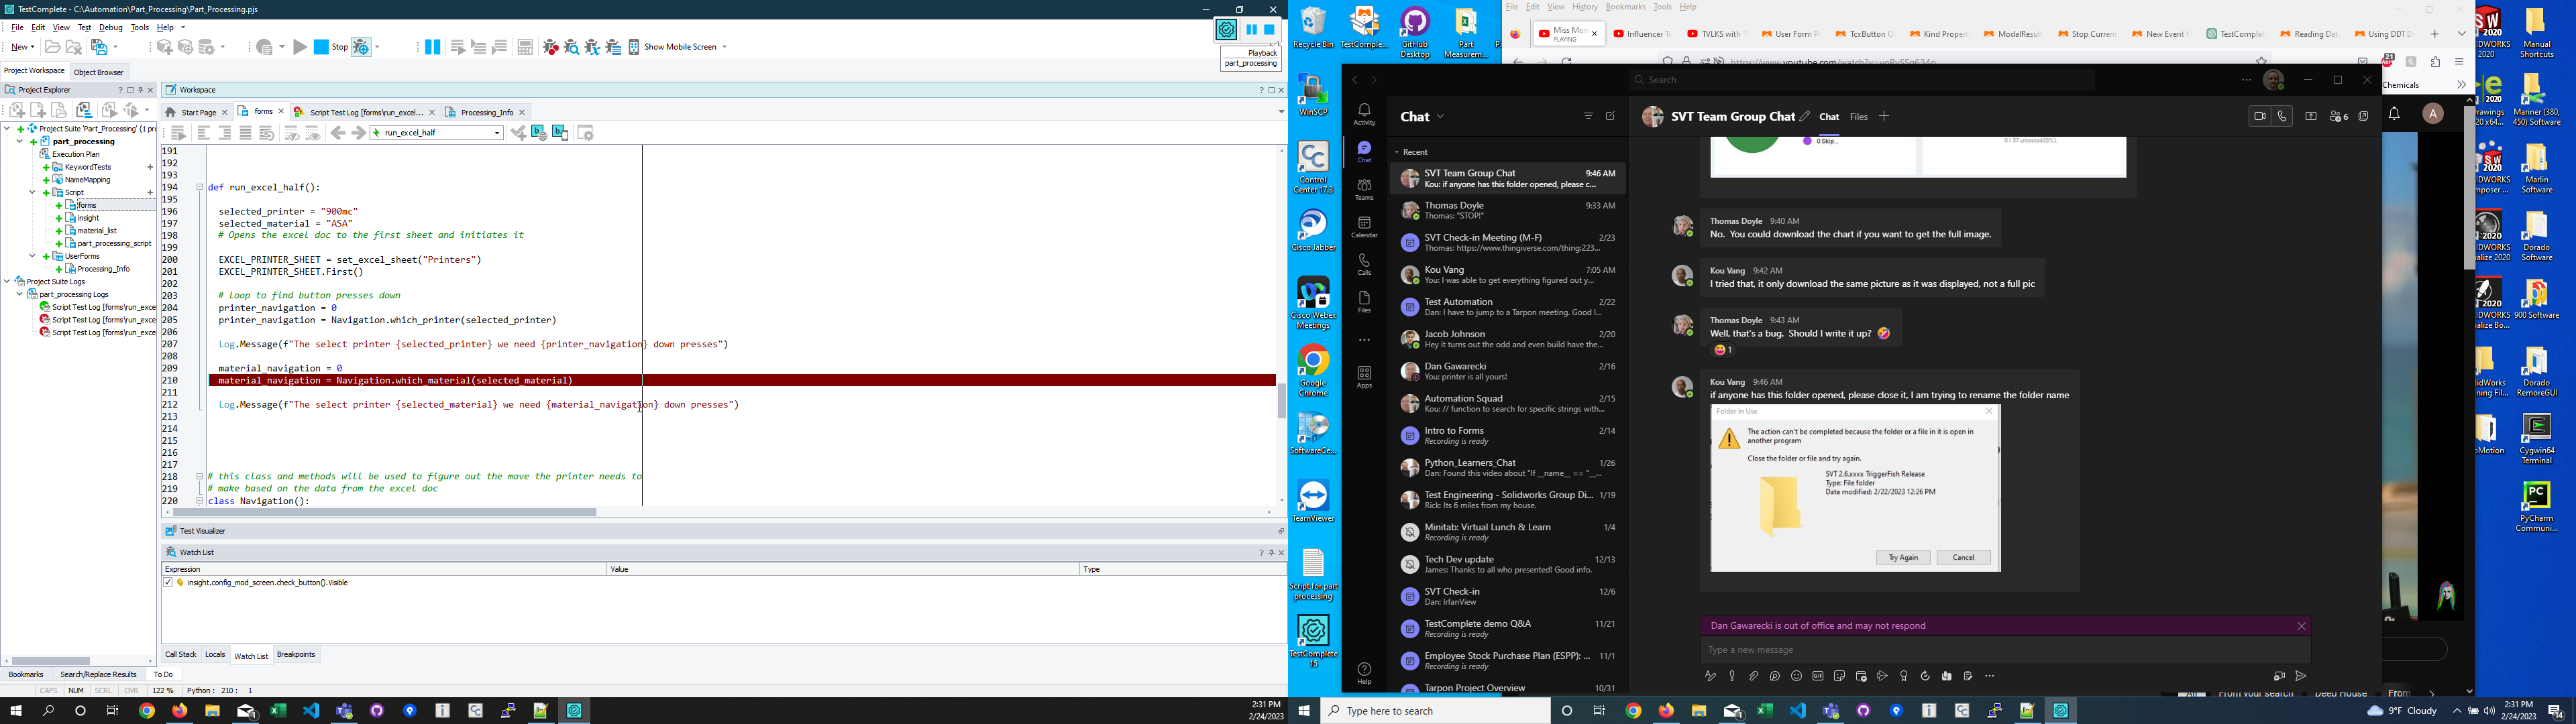 TestComplete - C:\Automation\Part_Processing\Part_Processing.pjs
File Edit View Test Debug Tools Help
New
Stop
Show Mobile Screen
Playback
part_processing
Project Workspace
Object Browser
Project Explorer
Project Suite 'Part_Processing' (1 pr
part_processing
Execution Plan
KeywordTests
NameMapping
Script
forms
insight
material_list
part_processing_script
UserForms
Processing_Info
Project Suite Logs
part_processing Logs
Script Test Log [forms\run_exce
Script Test Log [forms\run_exce
Script Test Log [forms\run_exce
Bookmarks
Search/Replace Results
To Do
Workspace
Start Page
forms
Script Test Log [forms\run_excel...
Processing_Info
run_excel_half
191
192
193
194 def run_excel_half():
195
196 selected_printer = "900mc"
197 selected_material = "ASA"
198 # Opens the excel doc to the first sheet and initiates it
199
200 EXCEL_PRINTER_SHEET = set_excel_sheet("Printers")
201 EXCEL_PRINTER_SHEET.First()
202
203 # loop to find button presses down
204 printer_navigation = 0
205 printer_navigation = Navigation.which_printer(selected_printer)
206
207 Log.Message(f"The select printer {selected_printer} we need {printer_navigation} down presses")
208
209 material_navigation = 0
210 material_navigation = Navigation.which_material(selected_material)
211
212 Log.Message(f"The select printer {selected_material} we need {material_navigation} down presses")
213
214
215
216
217
218 # this class and methods will be used to figure out the move the printer needs to
219 # make based on the data from the excel doc
220 class Navigation():
Test Visualizer
Watch List
Expression
Value
Type
insight.config_mod_screen.check_button().Visible
Call Stack
Locals
Watch List
Breakpoints
CAPS NUM SCRL OVR 122 % Python : 210 : 1
2:31 PM
2/24/2023
Recycle Bin
TestComple...
GitHub Desktop
Part Measurem...
WinSCP
Control Center 17.3
Cisco Jabber
Cisco Webex Meetings
Google Chrome
SoftwareCe...
TeamViewer
Script for part processing
TestComplete 15
File Edit View History Bookmarks Tools Help
Miss Mon
PLAYING
Influencer T
TVLKS with T
User Form P
TcxButton O
Kind Propert
ModalResult
Stop Current
New Event H
TestComplet
Reading Data
Using DDT D
Chemicals
Search
Activity
Chat
Teams
Calendar
Calls
Files
Apps
Help
Chat
Recent
SVT Team Group Chat 9:46 AM
Kou: if anyone has this folder opened, please c...
Thomas Doyle 9:33 AM
Thomas: "STOP!"
SVT Check-in Meeting (M-F) 2/23
Thomas: https://www.thingiverse.com/thing:223...
Kou Vang 7:05 AM
You: I was able to get everything figured out y...
Test Automation 2/22
Dan: I have to jump to a Tarpon meeting. Good l...
Jacob Johnson 2/20
Hey it turns out the odd and even build have the...
Dan Gawarecki 2/16
You: printer is all yours!
Automation Squad 2/15
Kou: // function to search for specific strings with...
Intro to Forms 2/14
Recording is ready
Python_Learners_Chat 1/26
Dan: Found this video about "If __name__ == "__...
Test Engineering - Solidworks Group Di... 1/19
Rick: Its 6 miles from my house.
Minitab: Virtual Lunch & Learn 1/4
Recording is ready
Tech Dev update 12/13
James: Thanks to all who presented! Good info.
SVT Check-in 12/6
Dan: IrfanView
TestComplete demo Q&A 11/21
Recording is ready
Employee Stock Purchase Plan (ESPP): ... 11/1
Recording is ready
Tarpon Project Overview 10/31
SVT Team Group Chat
Chat
Files
6
0 Skip...
0 / 37 untested(0%).
Thomas Doyle 9:40 AM
No. You could download the chart if you want to get the full image.
Kou Vang 9:42 AM
I tried that, it only download the same picture as it was displayed, not a full pic
Thomas Doyle 9:43 AM
Well, that's a bug. Should I write it up?
1
Kou Vang 9:46 AM
if anyone has this folder opened, please close it, I am trying to rename the folder name
Folder In Use
The action can't be completed because the folder or a file in it is open in
another program
Close the folder or file and try again.
SVT 2.6.xxxx TriggerFish Release
Type: File folder
Date modified: 2/22/2023 12:26 PM
Try Again
Cancel
Dan Gawarecki is out of office and may not respond
Type a new message
A
From your search
Deep House
From
Manual Shortcuts
Mariner (380, 450) Software
Marlin Software
Dorado Software
900 Software
Dorado RemoreGUI
Cygwin64 Terminal
PyCharm Communi...
Type here to search
9°F Cloudy
2:31 PM
2/24/2023